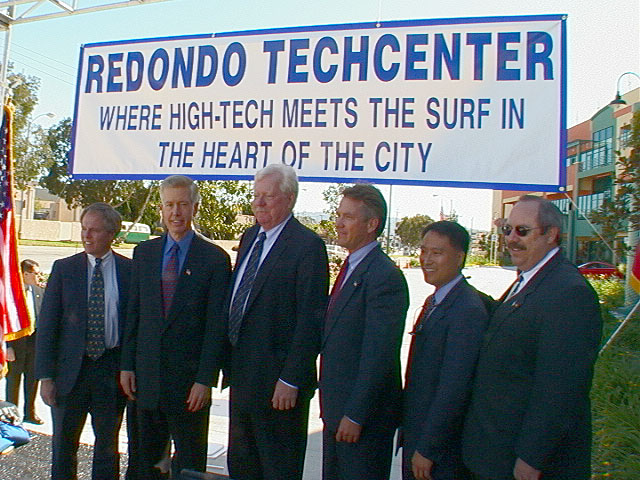 REDONDO TECHCENTER
WHERE HIGH-TECH MEETS THE SURF IN
THE HEART OF THE CITY